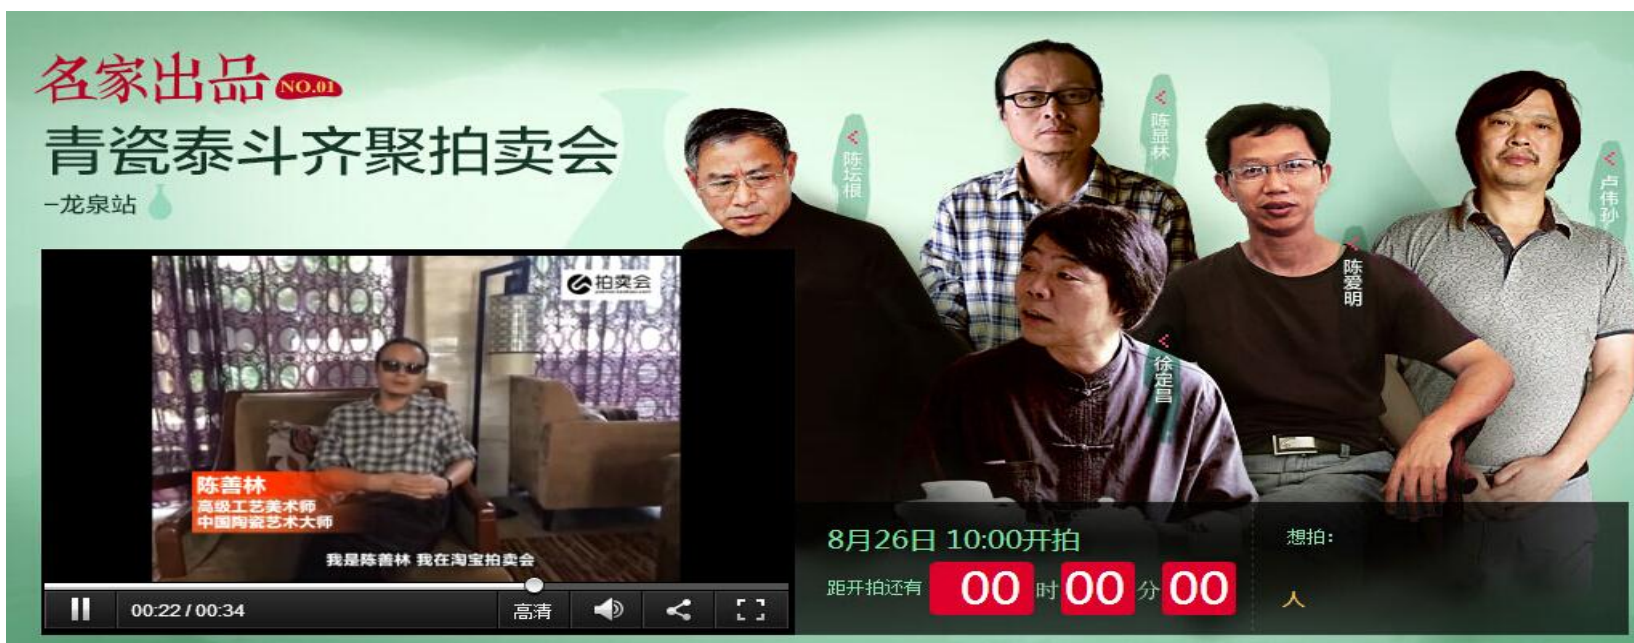 名家出品 NO.01
青瓷泰斗齐聚拍卖会
–龙泉站
< 陈坛根
< 陈显林
< 陈爱明
< 卢伟孙
< 徐定昌
拍卖会
陈善林
高级工艺美术师
中国陶瓷艺术大师
我是陈善林 我在淘宝拍卖会
00:22 / 00:34
高清
8月26日 10:00开拍
距开拍还有 00 时 00 分 00
想拍：
人